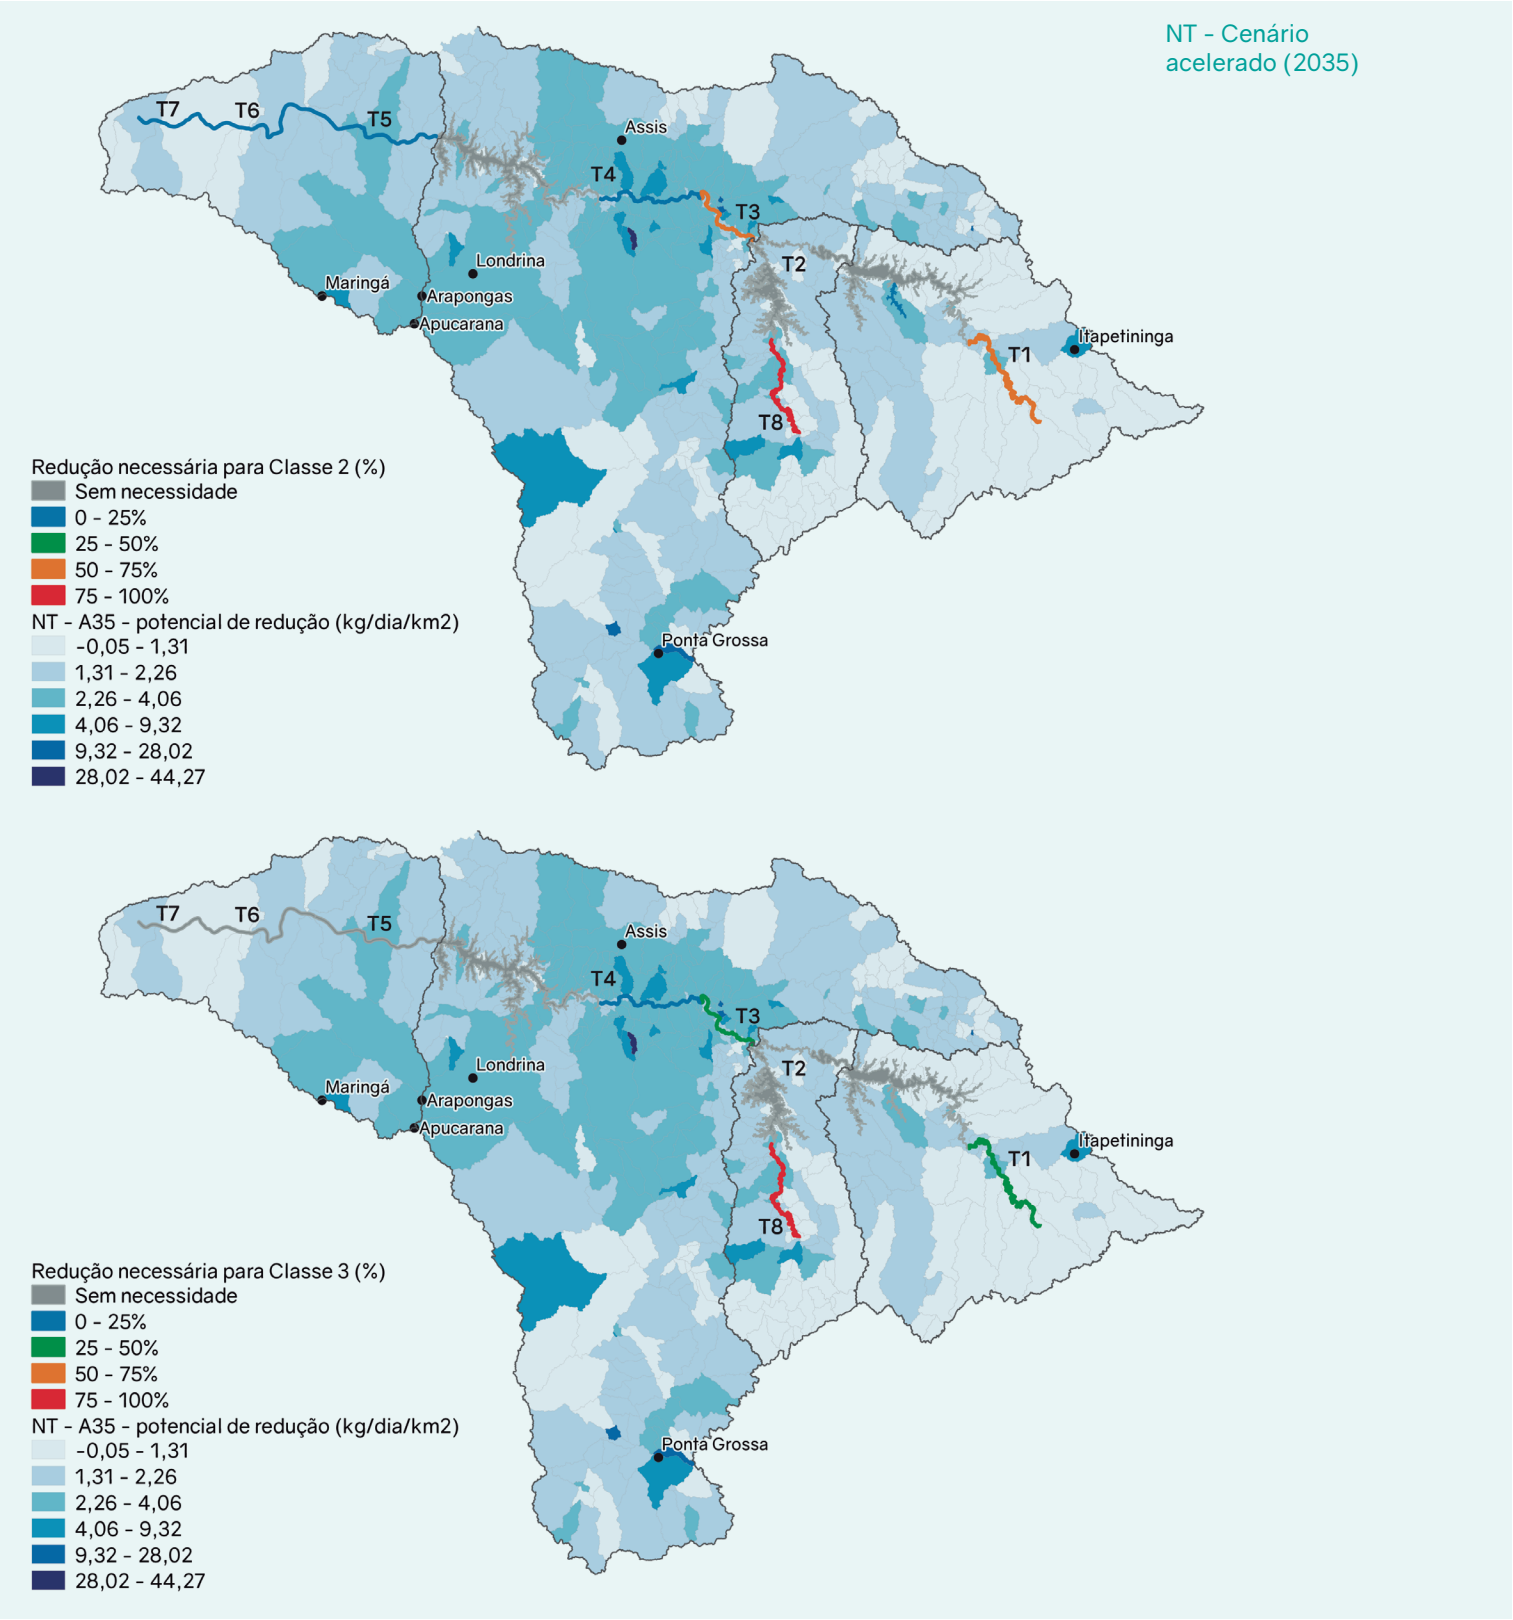 NT - Cenário
acelerado (2035)
T7
T6
T5
Assis
T4
T3
T2
Londrina
Maringá
Arapongas
Apucarana
Itapetininga
T1
T8
Redução necessária para Classe 2 (%)
Sem necessidade
0 - 25%
25 - 50%
50 - 75%
75 - 100%
NT - A35 - potencial de redução (kg/dia/km2)
-0,05 - 1,31
1,31 - 2,26
2,26 - 4,06
4,06 - 9,32
9,32 - 28,02
28,02 - 44,27
Ponta Grossa
T7
T6
T5
Assis
T4
T3
T2
Londrina
Maringá
Arapongas
Apucarana
Itapetininga
T1
T8
Redução necessária para Classe 3 (%)
Sem necessidade
0 - 25%
25 - 50%
50 - 75%
75 - 100%
NT - A35 - potencial de redução (kg/dia/km2)
-0,05 - 1,31
1,31 - 2,26
2,26 - 4,06
4,06 - 9,32
9,32 - 28,02
28,02 - 44,27
Ponta Grossa